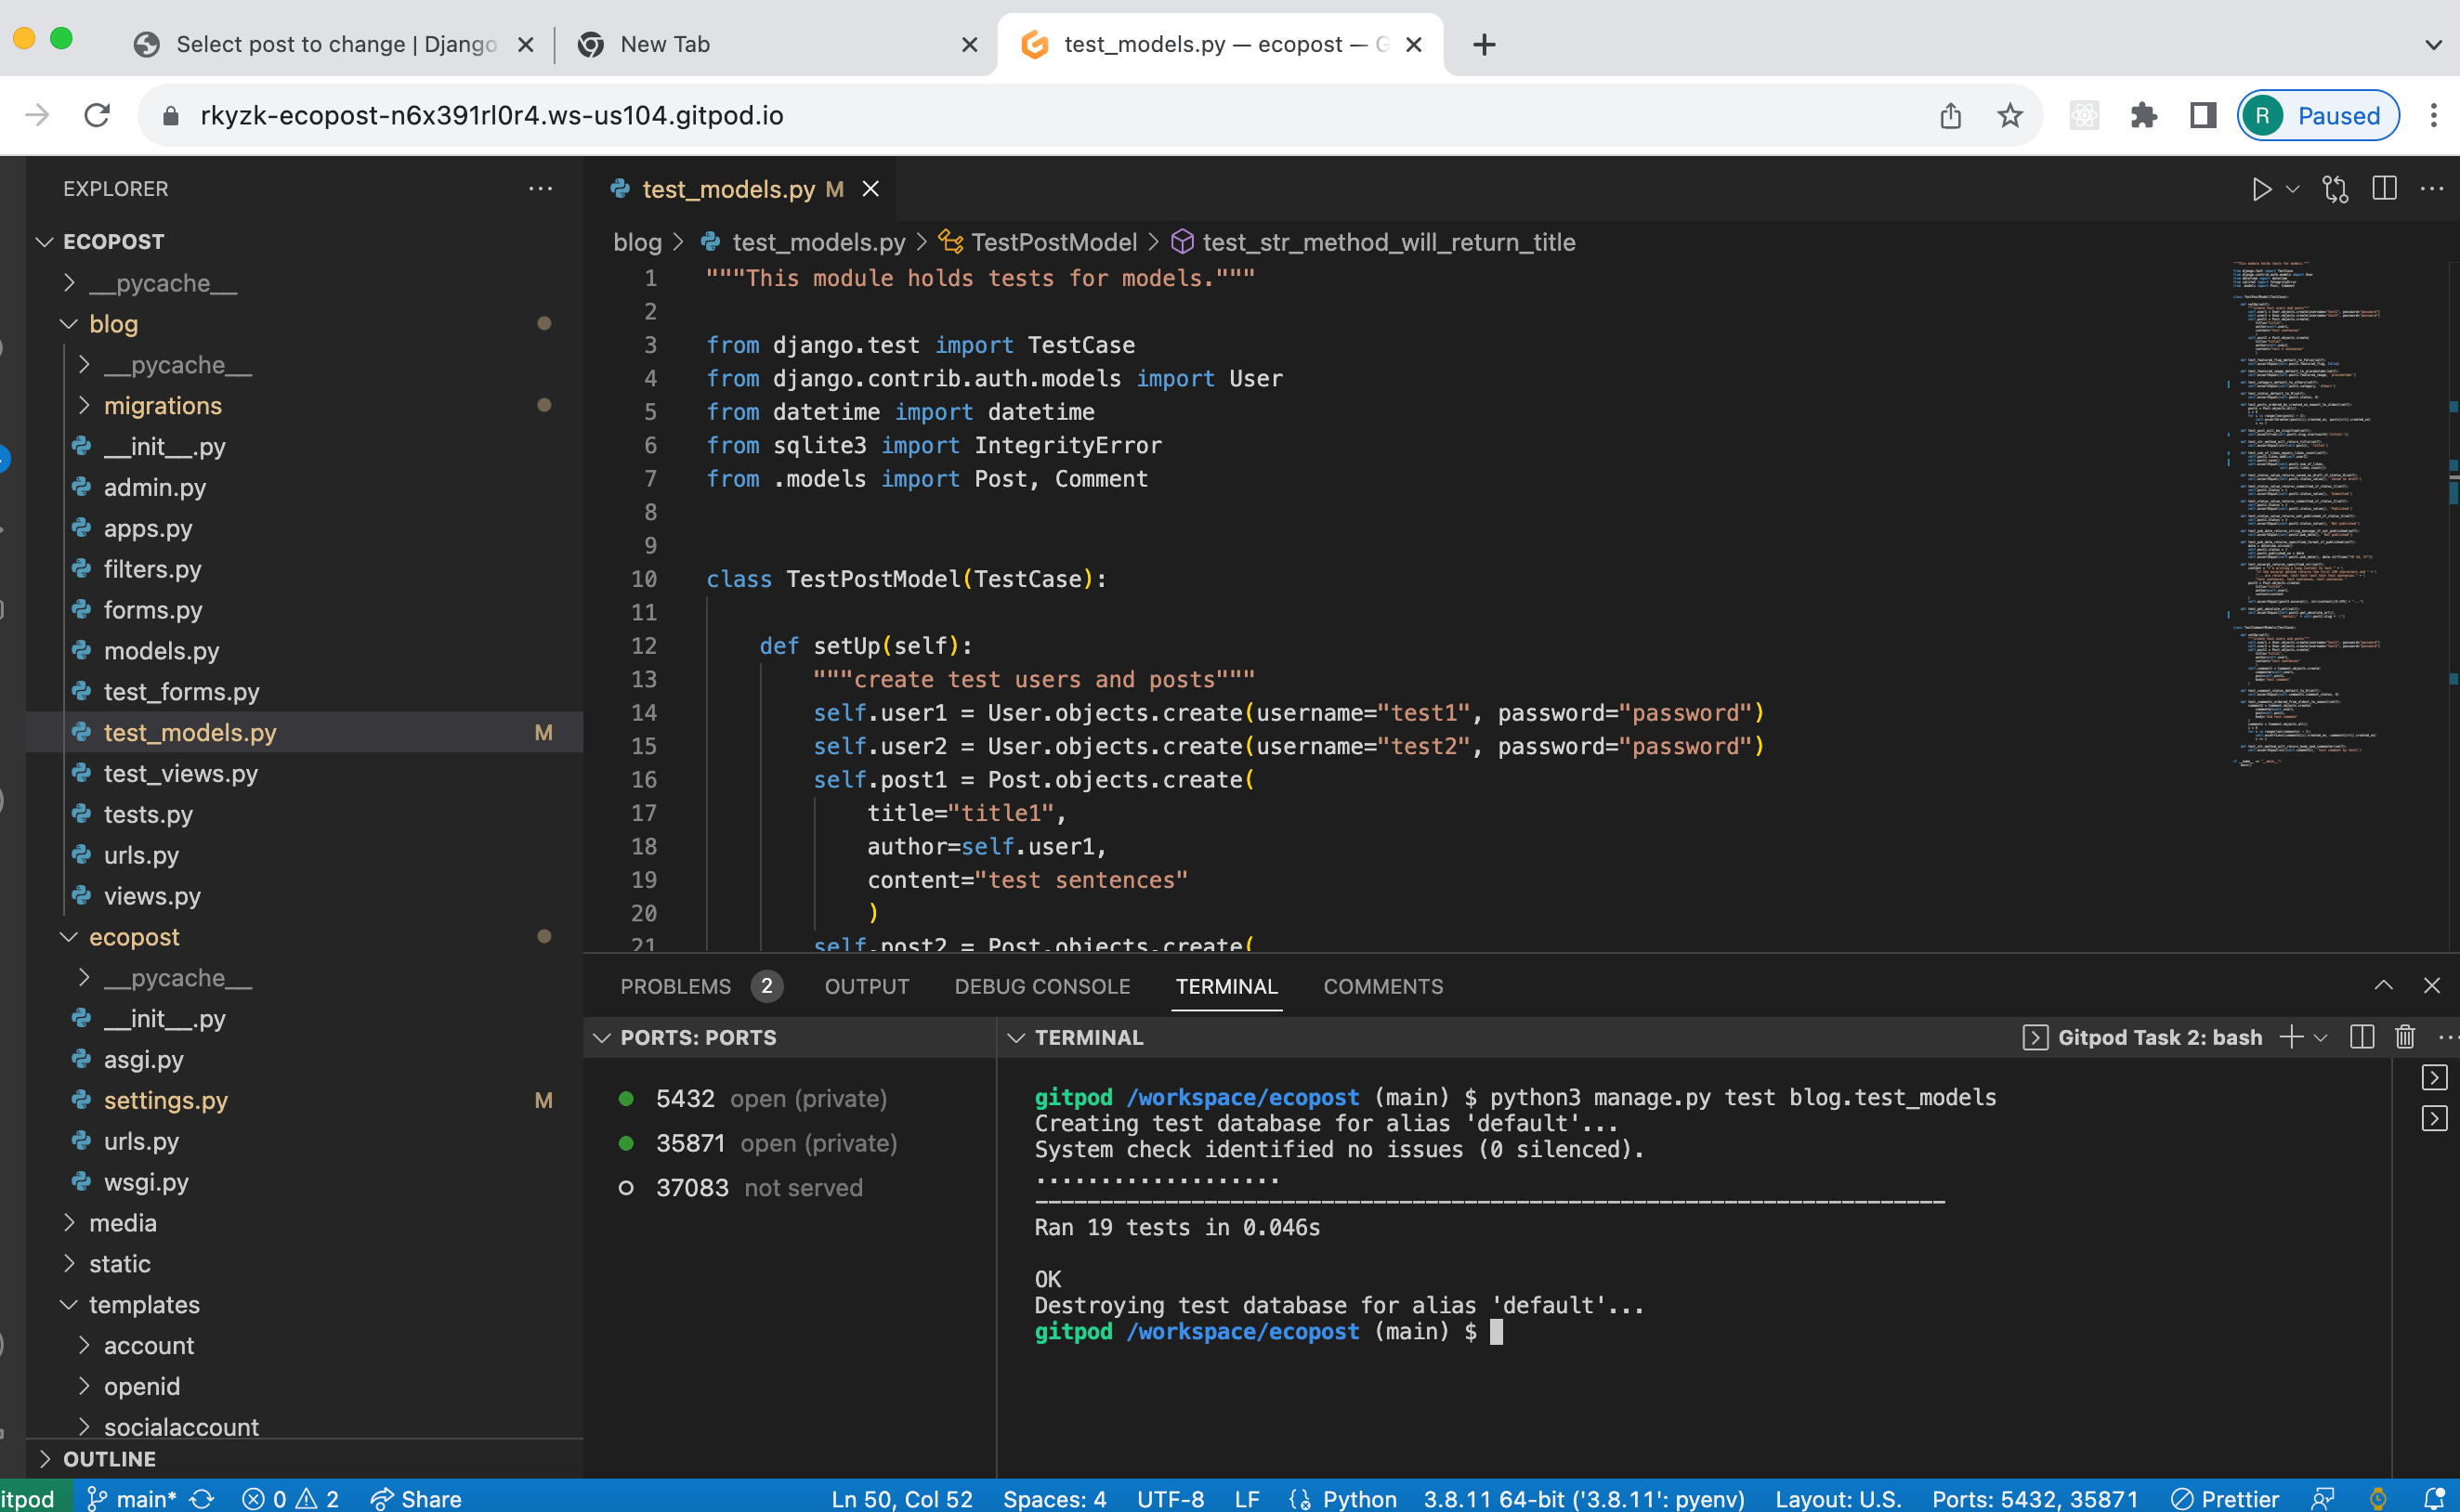 Select post to change | Django
New Tab
test_models.py — ecopost — G
rkyzk-ecopost-n6x391rl0r4.ws-us104.gitpod.io
R Paused
EXPLORER
ECOPOST
__pycache__
blog
__pycache__
migrations
__init__.py
admin.py
apps.py
filters.py
forms.py
models.py
test_forms.py
test_models.py M
test_views.py
tests.py
urls.py
views.py
ecopost
__pycache__
__init__.py
asgi.py
settings.py M
urls.py
wsgi.py
media
static
templates
account
openid
socialaccount
OUTLINE
test_models.py M
blog > test_models.py > TestPostModel > test_str_method_will_return_title
1 """This module holds tests for models."""
2
3 from django.test import TestCase
4 from django.contrib.auth.models import User
5 from datetime import datetime
6 from sqlite3 import IntegrityError
7 from .models import Post, Comment
8
9
10 class TestPostModel(TestCase):
11
12 def setUp(self):
13 """create test users and posts"""
14 self.user1 = User.objects.create(username="test1", password="password")
15 self.user2 = User.objects.create(username="test2", password="password")
16 self.post1 = Post.objects.create(
17 title="title1",
18 author=self.user1,
19 content="test sentences"
20 )
21 self.post2 = Post.objects.create(
PROBLEMS 2 OUTPUT DEBUG CONSOLE TERMINAL COMMENTS
PORTS: PORTS
5432 open (private)
35871 open (private)
37083 not served
TERMINAL
Gitpod Task 2: bash
gitpod /workspace/ecopost (main) $ python3 manage.py test blog.test_models
Creating test database for alias 'default'...
System check identified no issues (0 silenced).
...................
----------------------------------------------------------------------
Ran 19 tests in 0.046s
OK
Destroying test database for alias 'default'...
gitpod /workspace/ecopost (main) $
itpod main* 0 2 Share Ln 50, Col 52 Spaces: 4 UTF-8 LF Python 3.8.11 64-bit ('3.8.11': pyenv) Layout: U.S. Ports: 5432, 35871 Prettier